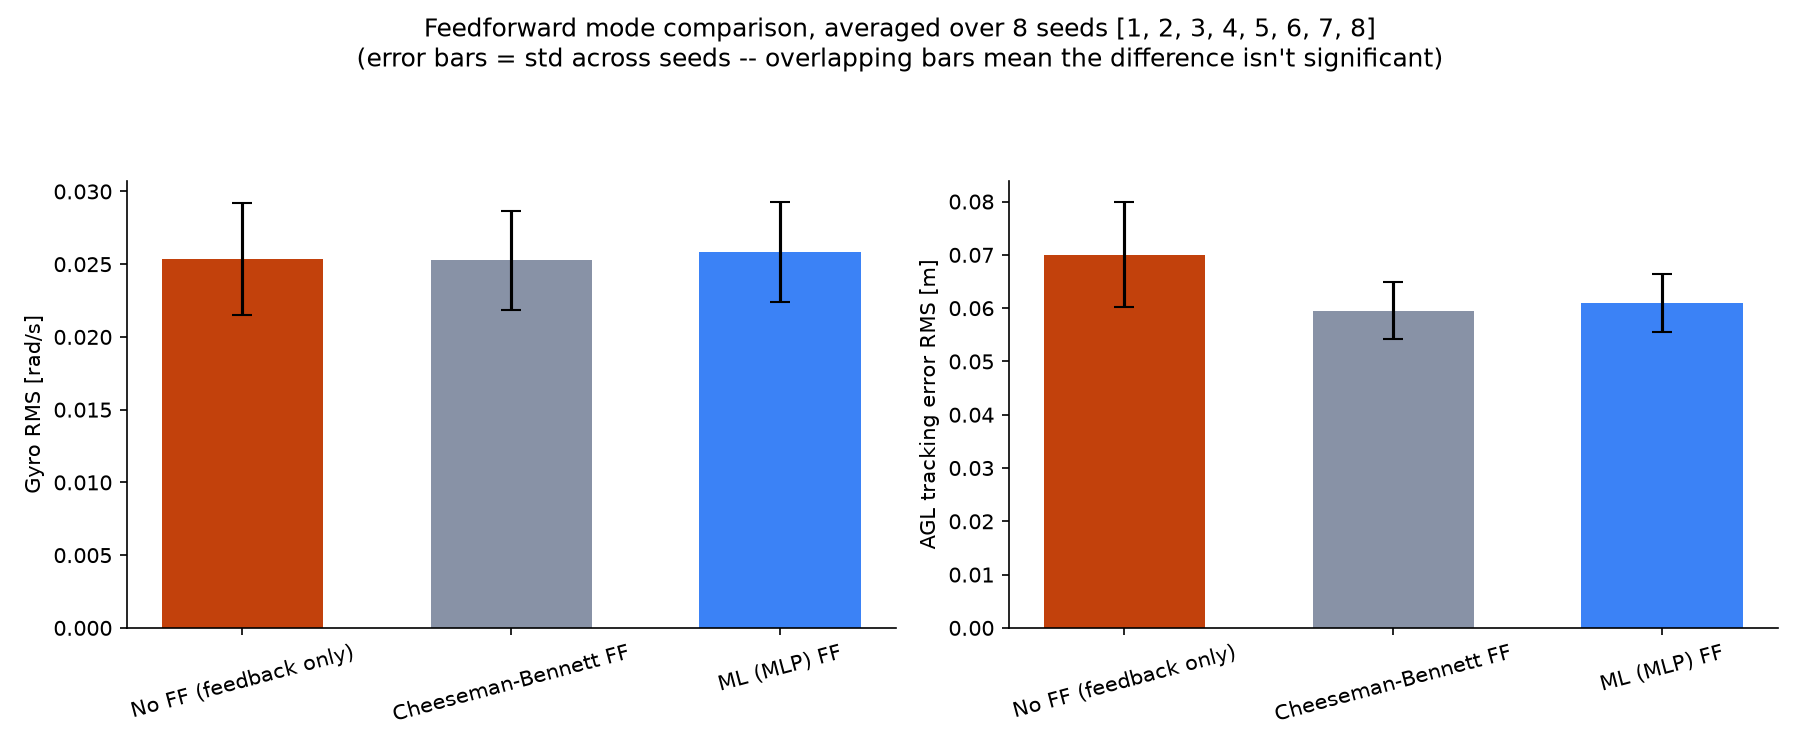 Feedforward mode comparison, averaged over 8 seeds [1, 2, 3, 4, 5, 6, 7, 8]
(error bars = std across seeds -- overlapping bars mean the difference isn't significant)
Gyro RMS [rad/s]
0.030
0.025
0.020
0.015
0.010
0.005
0.000
No FF (feedback only)
Cheeseman-Bennett FF
ML (MLP) FF
AGL tracking error RMS [m]
0.08
0.07
0.06
0.05
0.04
0.03
0.02
0.01
0.00
No FF (feedback only)
Cheeseman-Bennett FF
ML (MLP) FF